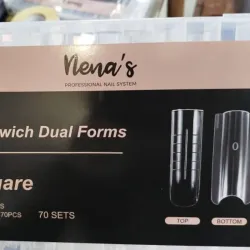 Nena's
PROFESSIONAL NAIL SYSTEM
wich Dual Forms
uare
S
70PCS
70 SETS
TOP
BOTTOM